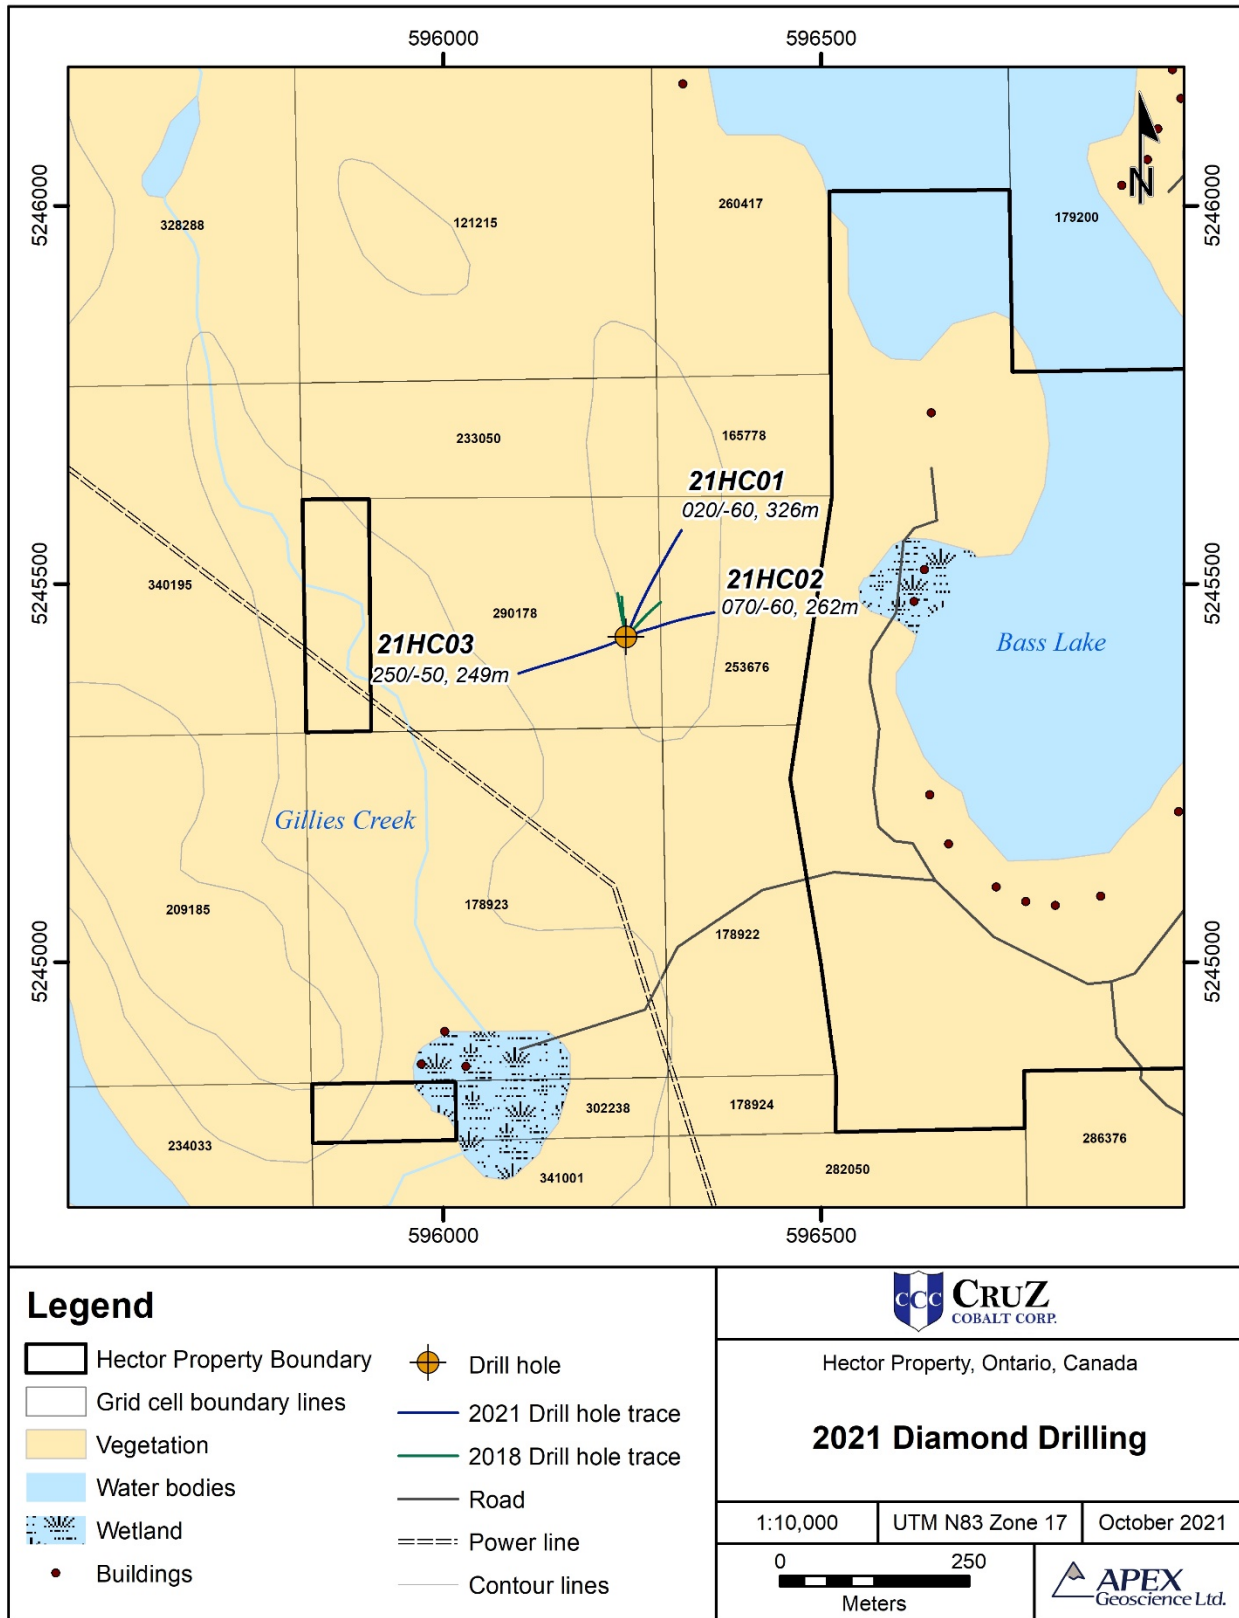 596000
596500
5246000
5246000
260417
179200
328288
121215
N
233050
165778
21HC01
020/-60, 326m
5245500
5245500
340195
21HC02
070/-60, 262m
290178
21HC03
250/-50, 249m
Bass Lake
253676
Gillies Creek
209185
178923
178922
5245000
5245000
302238
178924
234033
286376
341001
282050
596000
596500
Legend
Hector Property Boundary
Grid cell boundary lines
Vegetation
Water bodies
Wetland
Buildings
Drill hole
2021 Drill hole trace
2018 Drill hole trace
Road
Power line
Contour lines
CCC CRUZ
COBALT CORP.
Hector Property, Ontario, Canada
2021 Diamond Drilling
1:10,000
UTM N83 Zone 17
October 2021
0 250
Meters
APEX
Geoscience Ltd.